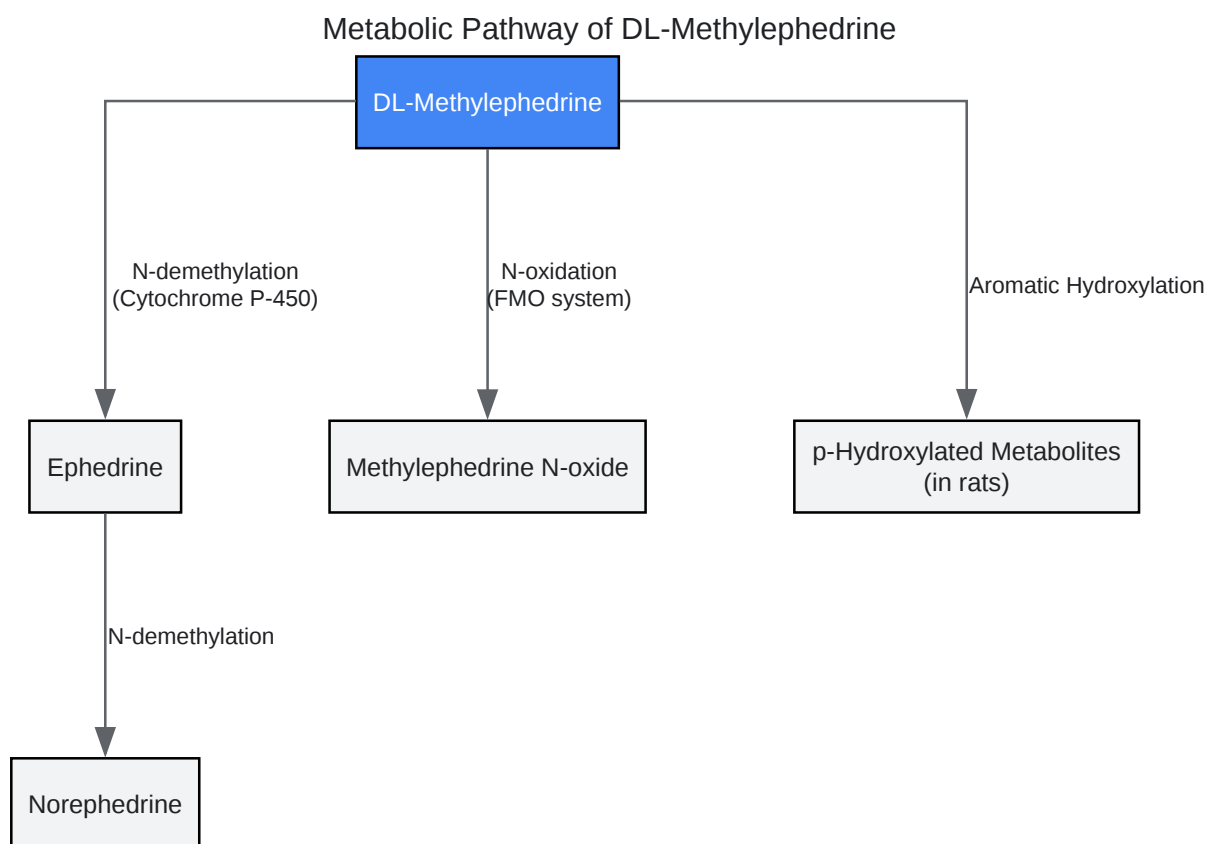 Metabolic Pathway of DL-Methylephedrine
DL-Methylephedrine
N-demethylation
(Cytochrome P-450)
N-oxidation
(FMO system)
Aromatic Hydroxylation
Ephedrine
Methylephedrine N-oxide
p-Hydroxylated Metabolites
(in rats)
N-demethylation
Norephedrine